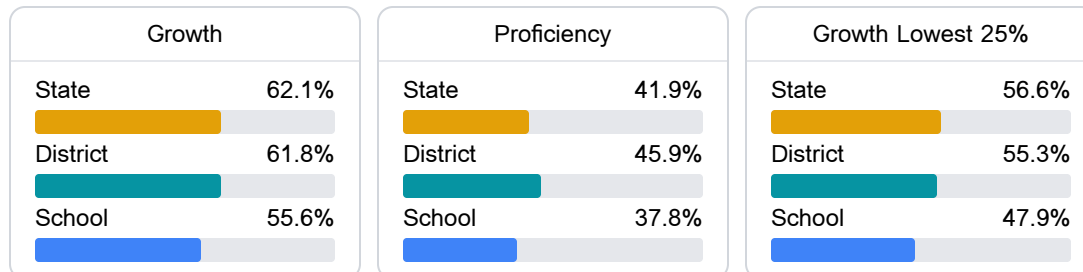 Growth
State 62.1%
District 61.8%
School 55.6%
Proficiency
State 41.9%
District 45.9%
School 37.8%
Growth Lowest 25%
State 56.6%
District 55.3%
School 47.9%